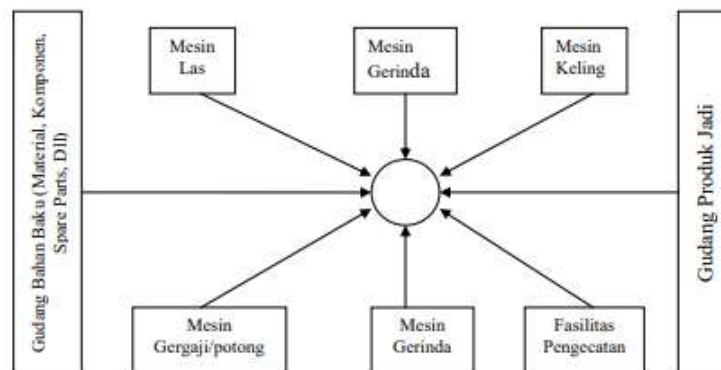 Gudang Bahan Baku (Material, Komponen,
Spare Parts, Dll)
Mesin
Las
Mesin
Gerinda
Mesin
Keling
Mesin
Gergaji/potong
Mesin
Gerinda
Fasilitas
Pengecatan
Gudang Produk Jadi